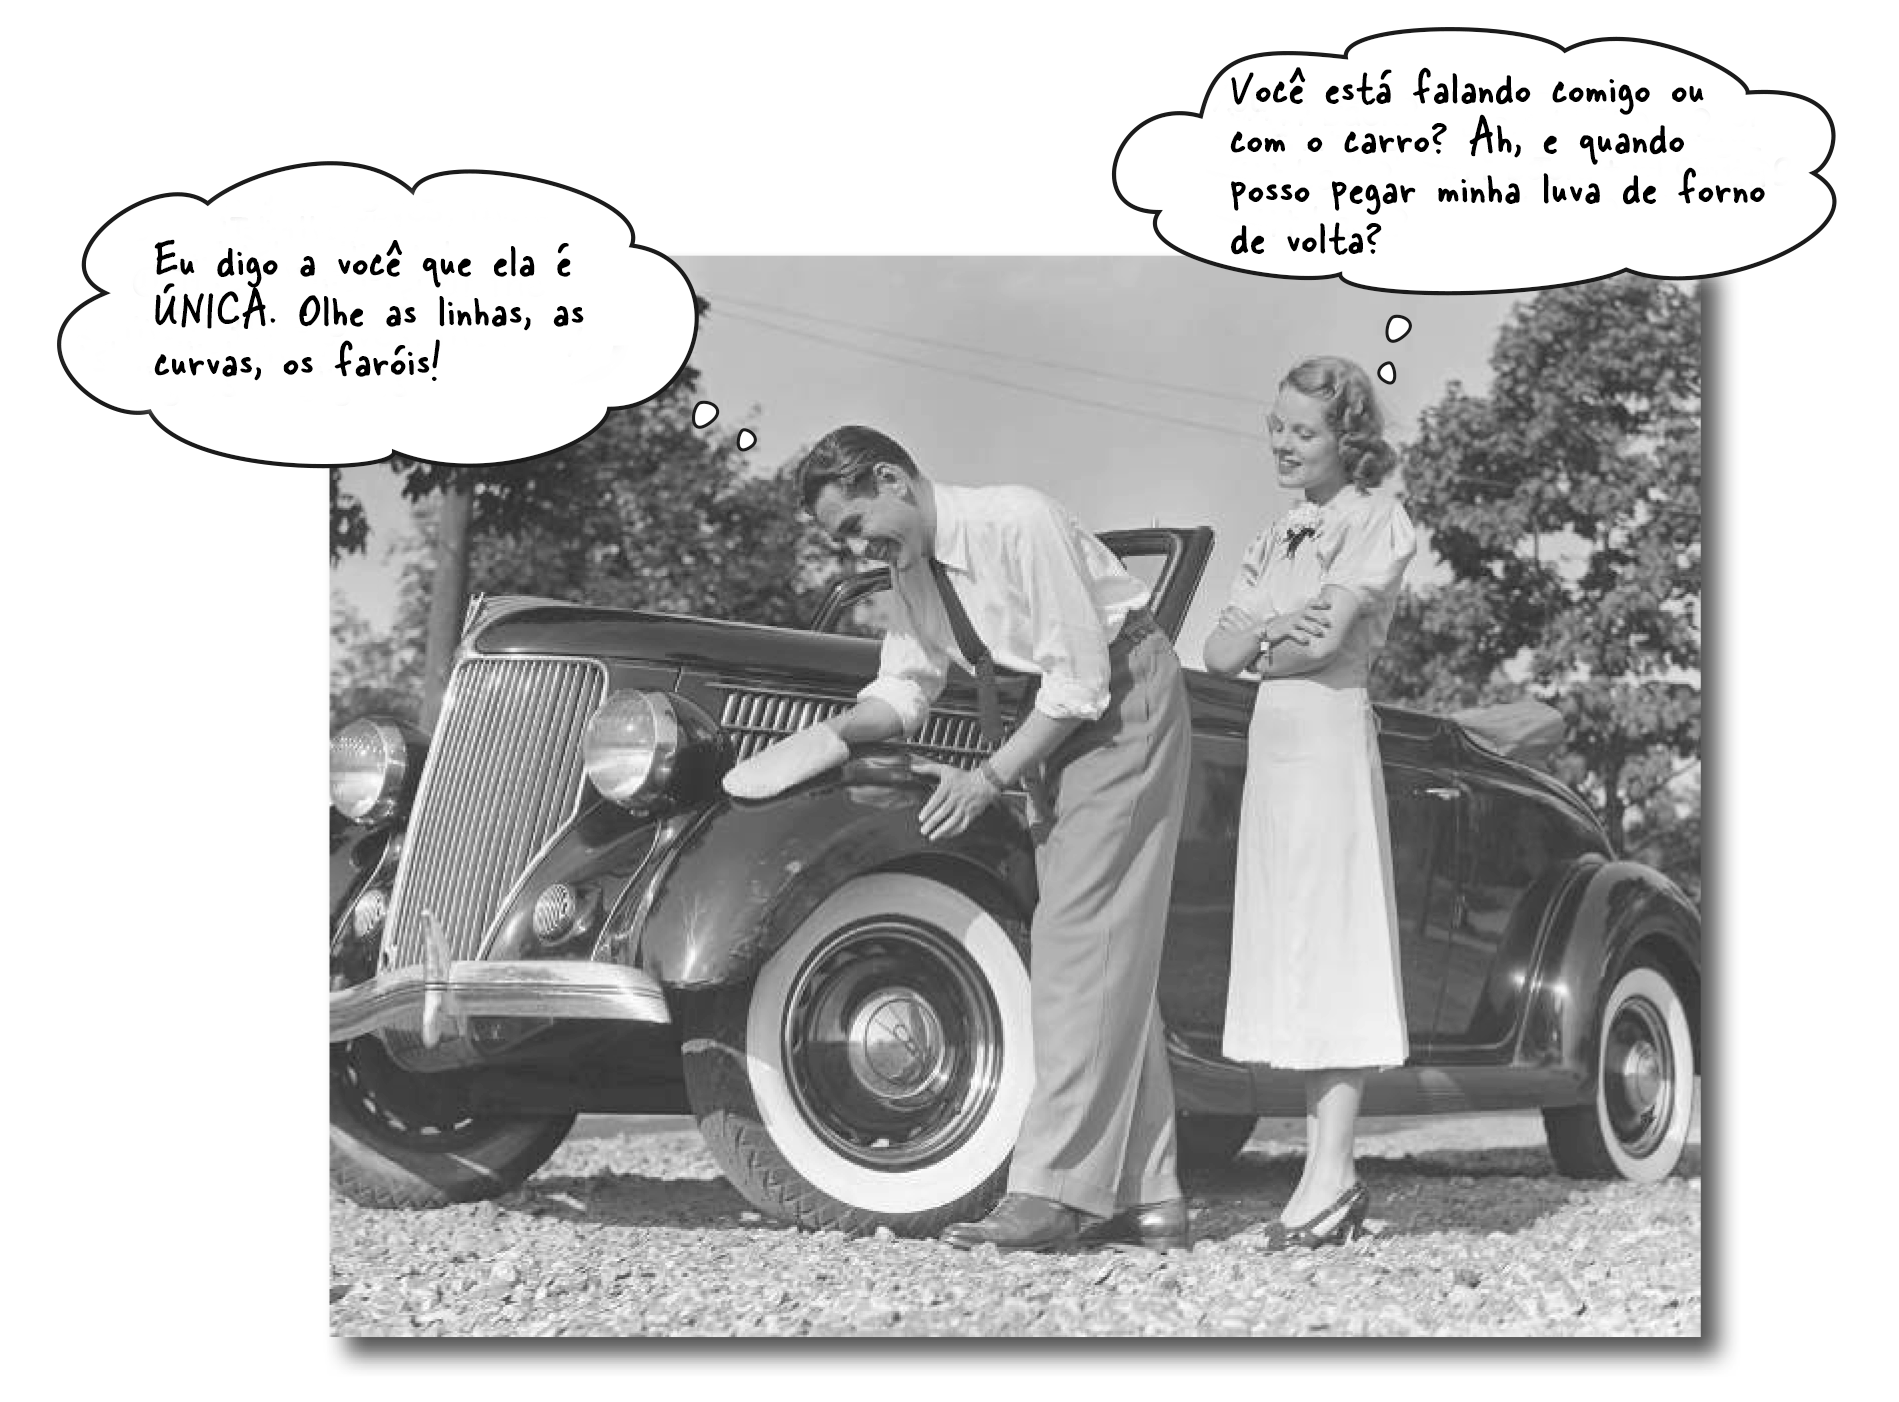 Eu digo a você que ela é
ÚNICA. Olhe as linhas, as
curvas, os faróis!
Você está falando comigo ou
com o carro? Ah, e quando
posso pegar minha luva de forno
de volta?